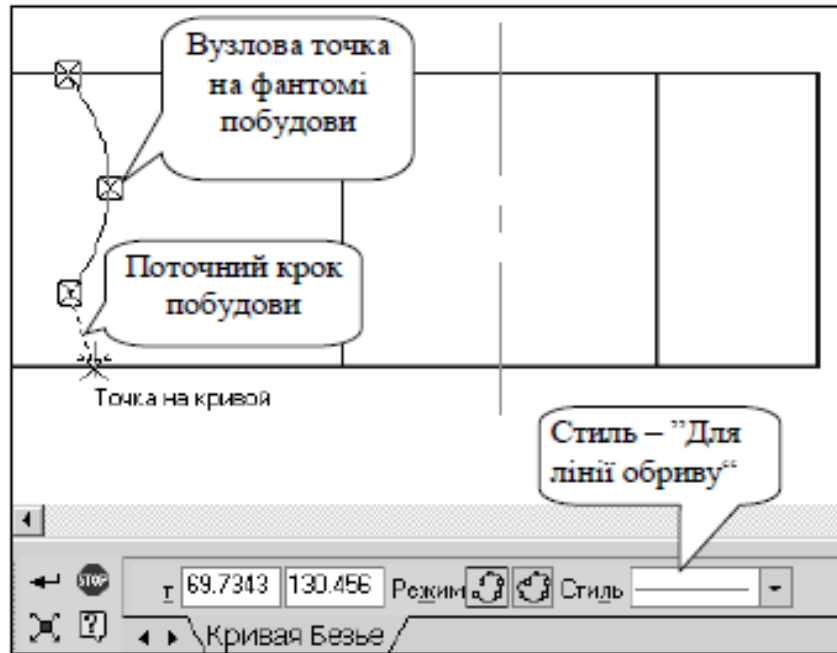 Вузлова точка
на фантомі
побудови
Поточний крок
побудови
Точка на кривой
Стиль – ”Для
лінії обриву“
STOP
т 69.7343 130.456 Режим Стиль
Кривая Безье